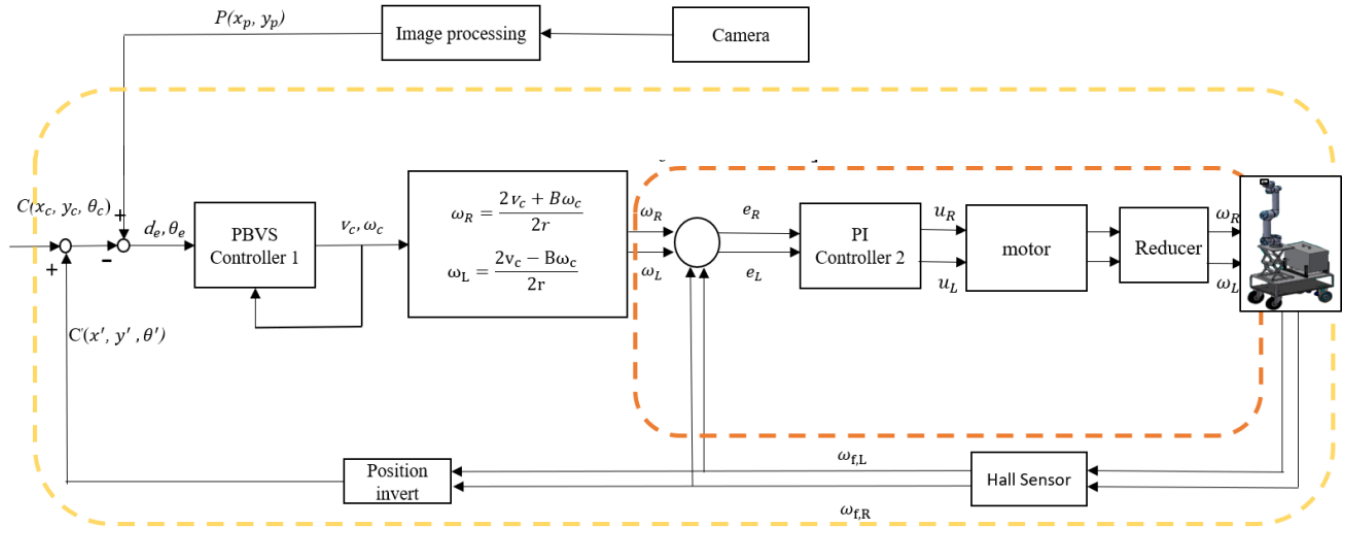 P(x_p, y_p)
Image processing
Camera
C(x_c, y_c, θ_c)
+
+
-
d_e, θ_e
PBVS
Controller 1
v_c, ω_c
ω_R = (2v_c + Bω_c) / 2r
ω_L = (2v_c − Bω_c) / 2r
ω_R
ω_L
e_R
e_L
PI
Controller 2
u_R
u_L
motor
Reducer
ω_R
ω_L
C(x′, y′, θ′)
Position
invert
ω_f,L
ω_f,R
Hall Sensor